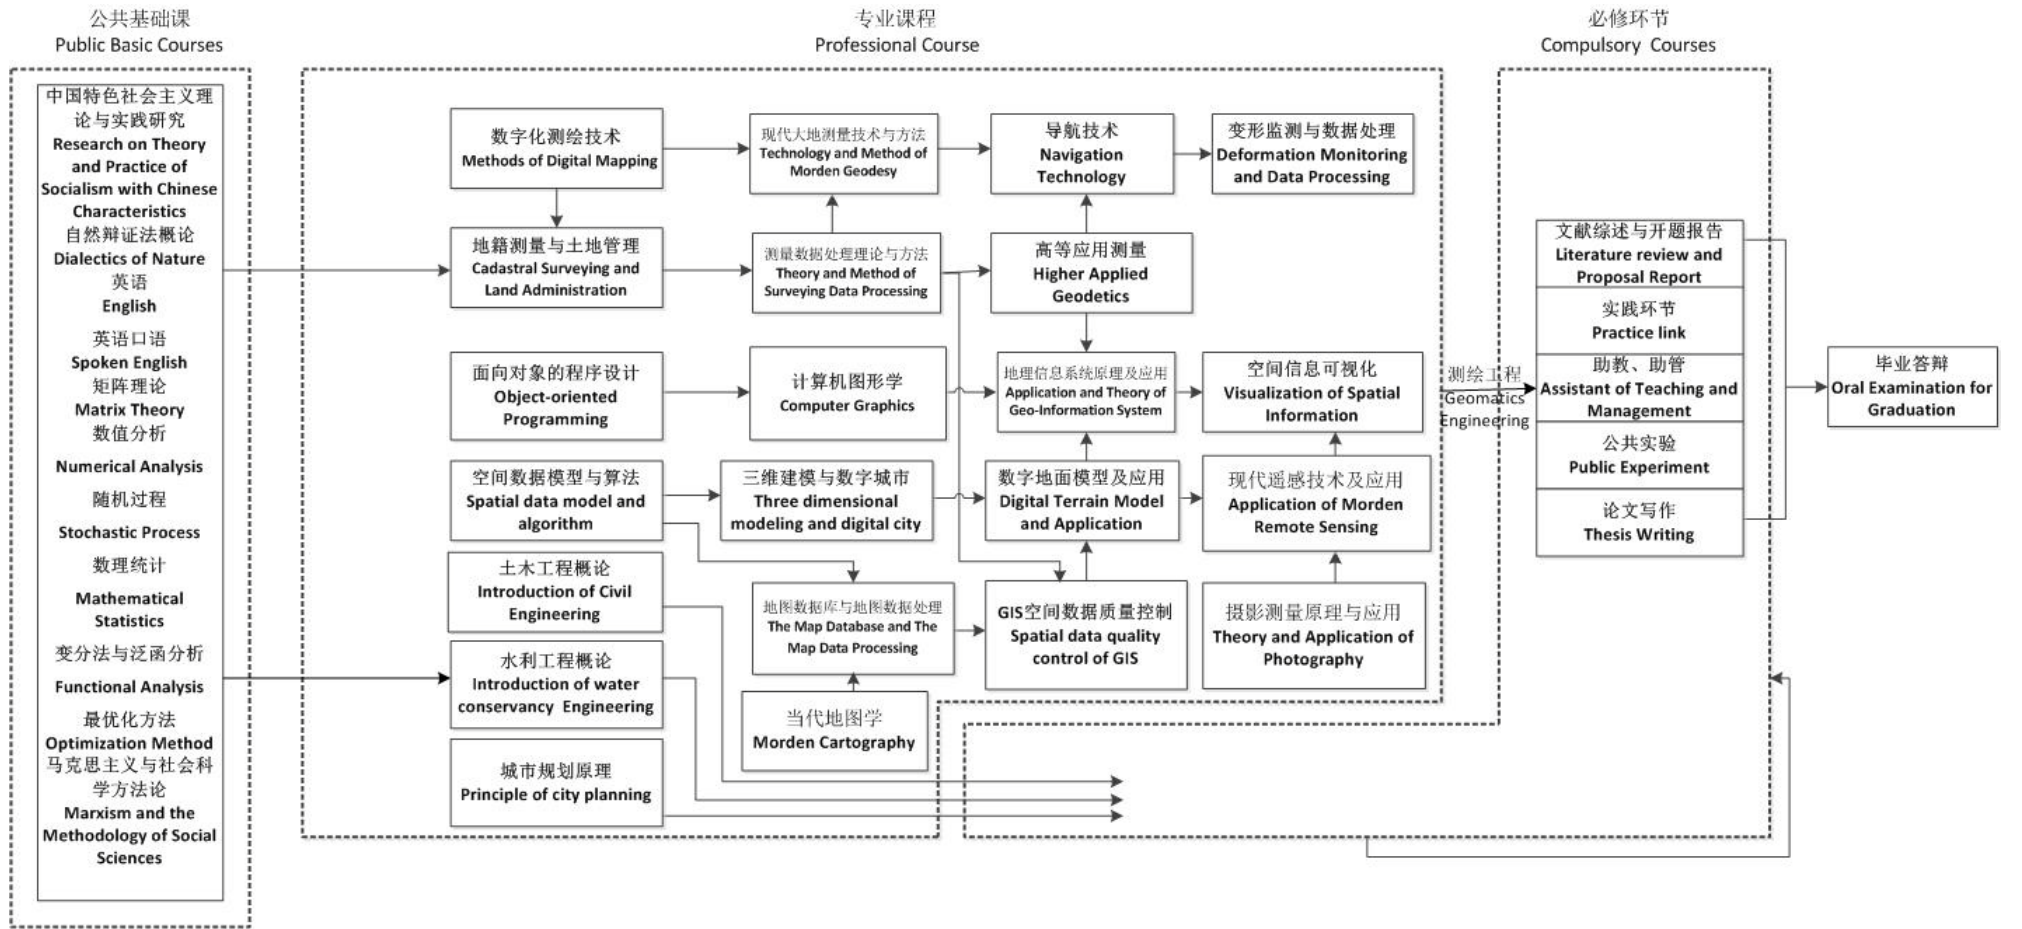 公共基础课
Public Basic Courses
专业课程
Professional Course
必修环节
Compulsory Courses
中国特色社会主义理
论与实践研究
Research on Theory
and Practice of
Socialism with Chinese
Characteristics
自然辩证法概论
Dialectics of Nature
英语
English
英语口语
Spoken English
矩阵理论
Matrix Theory
数值分析
Numerical Analysis
随机过程
Stochastic Process
数理统计
Mathematical
Statistics
变分法与泛函分析
Functional Analysis
最优化方法
Optimization Method
马克思主义与社会科
学方法论
Marxism and the
Methodology of Social
Sciences
数字化测绘技术
Methods of Digital Mapping
现代大地测量技术与方法
Technology and Method of
Morden Geodesy
导航技术
Navigation
Technology
变形监测与数据处理
Deformation Monitoring
and Data Processing
地籍测量与土地管理
Cadastral Surveying and
Land Administration
测量数据处理理论与方法
Theory and Method of
Surveying Data Processing
高等应用测量
Higher Applied
Geodetics
面向对象的程序设计
Object-oriented
Programming
计算机图形学
Computer Graphics
地理信息系统原理及应用
Application and Theory of
Geo-Information System
空间信息可视化
Visualization of Spatial
Information
空间数据模型与算法
Spatial data model and
algorithm
三维建模与数字城市
Three dimensional
modeling and digital city
数字地面模型及应用
Digital Terrain Model
and Application
现代遥感技术及应用
Application of Morden
Remote Sensing
土木工程概论
Introduction of Civil
Engineering
地图数据库与地图数据处理
The Map Database and The
Map Data Processing
GIS空间数据质量控制
Spatial data quality
control of GIS
摄影测量原理与应用
Theory and Application of
Photography
水利工程概论
Introduction of water
conservancy Engineering
当代地图学
Morden Cartography
城市规划原理
Principle of city planning
测绘工程
Geomatics
Engineering
文献综述与开题报告
Literature review and
Proposal Report
实践环节
Practice link
助教、助管
Assistant of Teaching and
Management
公共实验
Public Experiment
论文写作
Thesis Writing
毕业答辩
Oral Examination for
Graduation